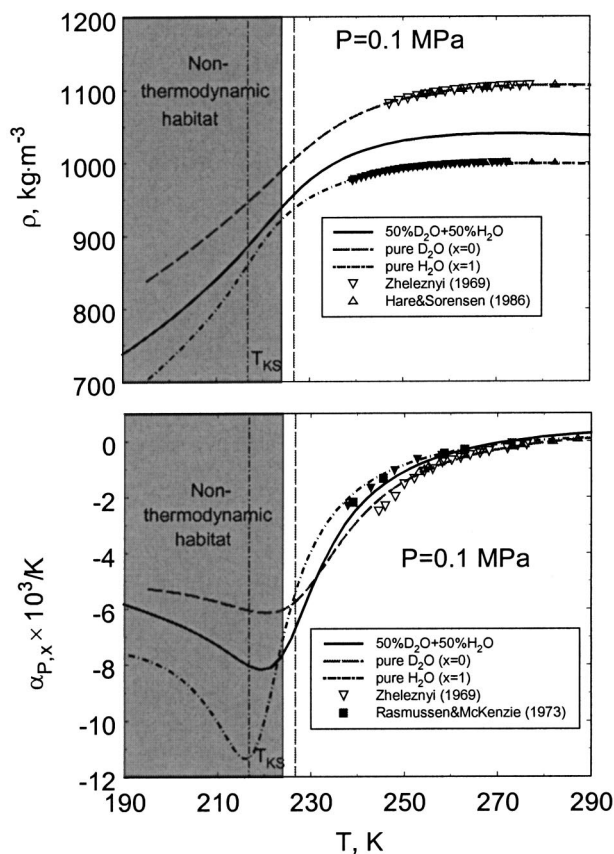 1200
1100
1000
900
800
700
ρ, kg·m⁻³
P=0.1 MPa
Non-
thermodynamic
habitat
T_KS
50%D₂O+50%H₂O
pure D₂O (x=0)
pure H₂O (x=1)
Zheleznyi (1969)
Hare&Sorensen (1986)
0
-2
-4
-6
-8
-10
-12
α_P,x × 10³/K
Non-
thermodynamic
habitat
P=0.1 MPa
T_KS
50%D₂O+50%H₂O
pure D₂O (x=0)
pure H₂O (x=1)
Zheleznyi (1969)
Rasmussen&McKenzie (1973)
190 210 230 250 270 290
T, K